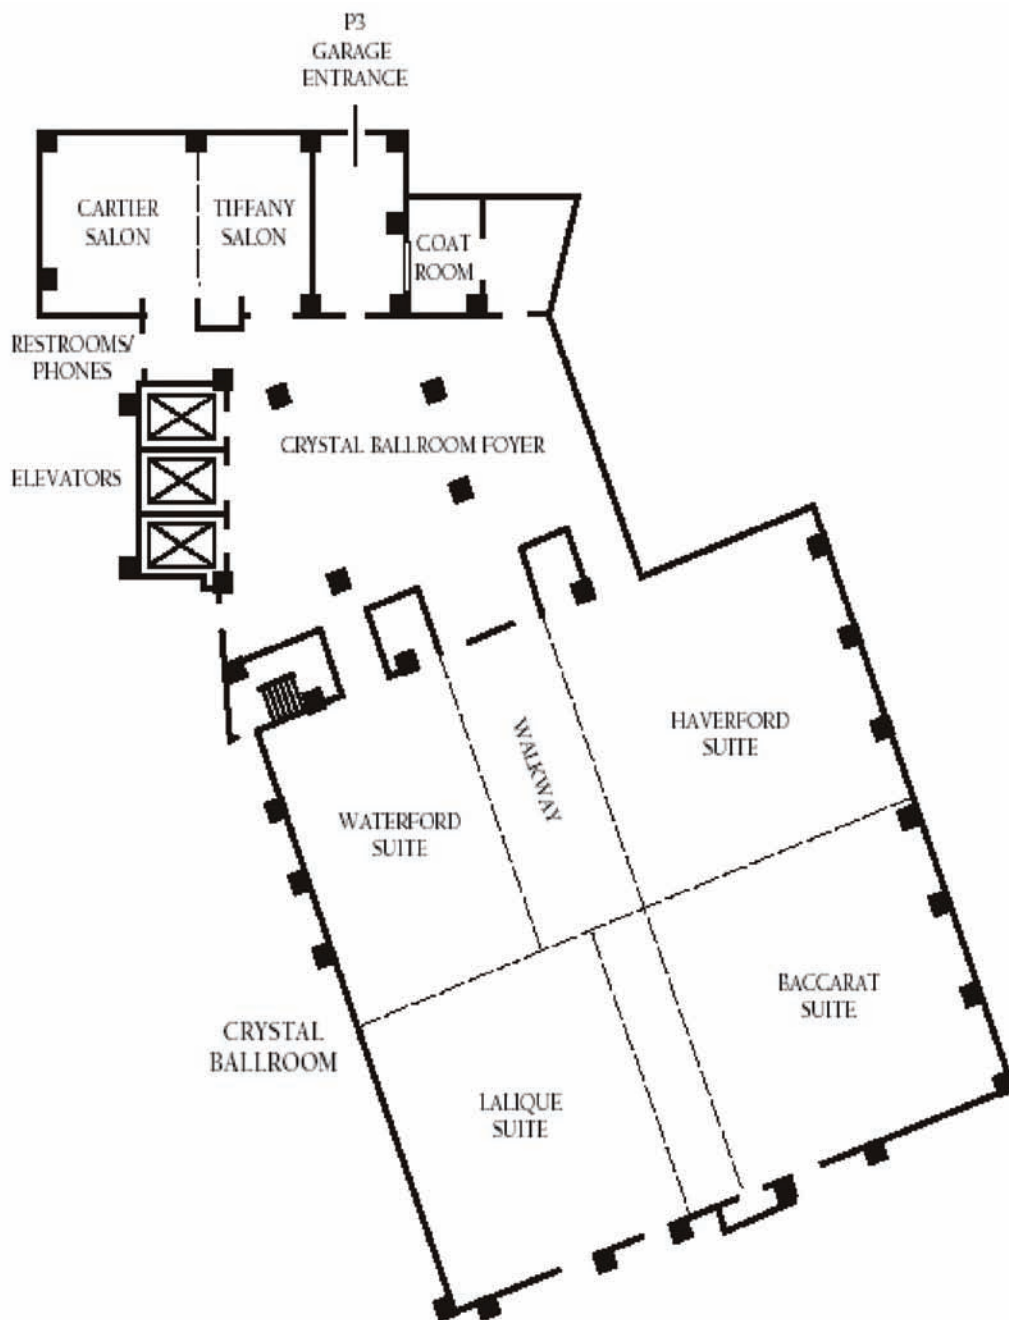 P3
GARAGE
ENTRANCE
CARTIER
SALON
TIFFANY
SALON
COAT
ROOM
RESTROOMS/
PHONES
ELEVATORS
CRYSTAL BALLROOM FOYER
WALKWAY
HAVERFORD
SUITE
WATERFORD
SUITE
BACCARAT
SUITE
CRYSTAL
BALLROOM
LALIQUE
SUITE